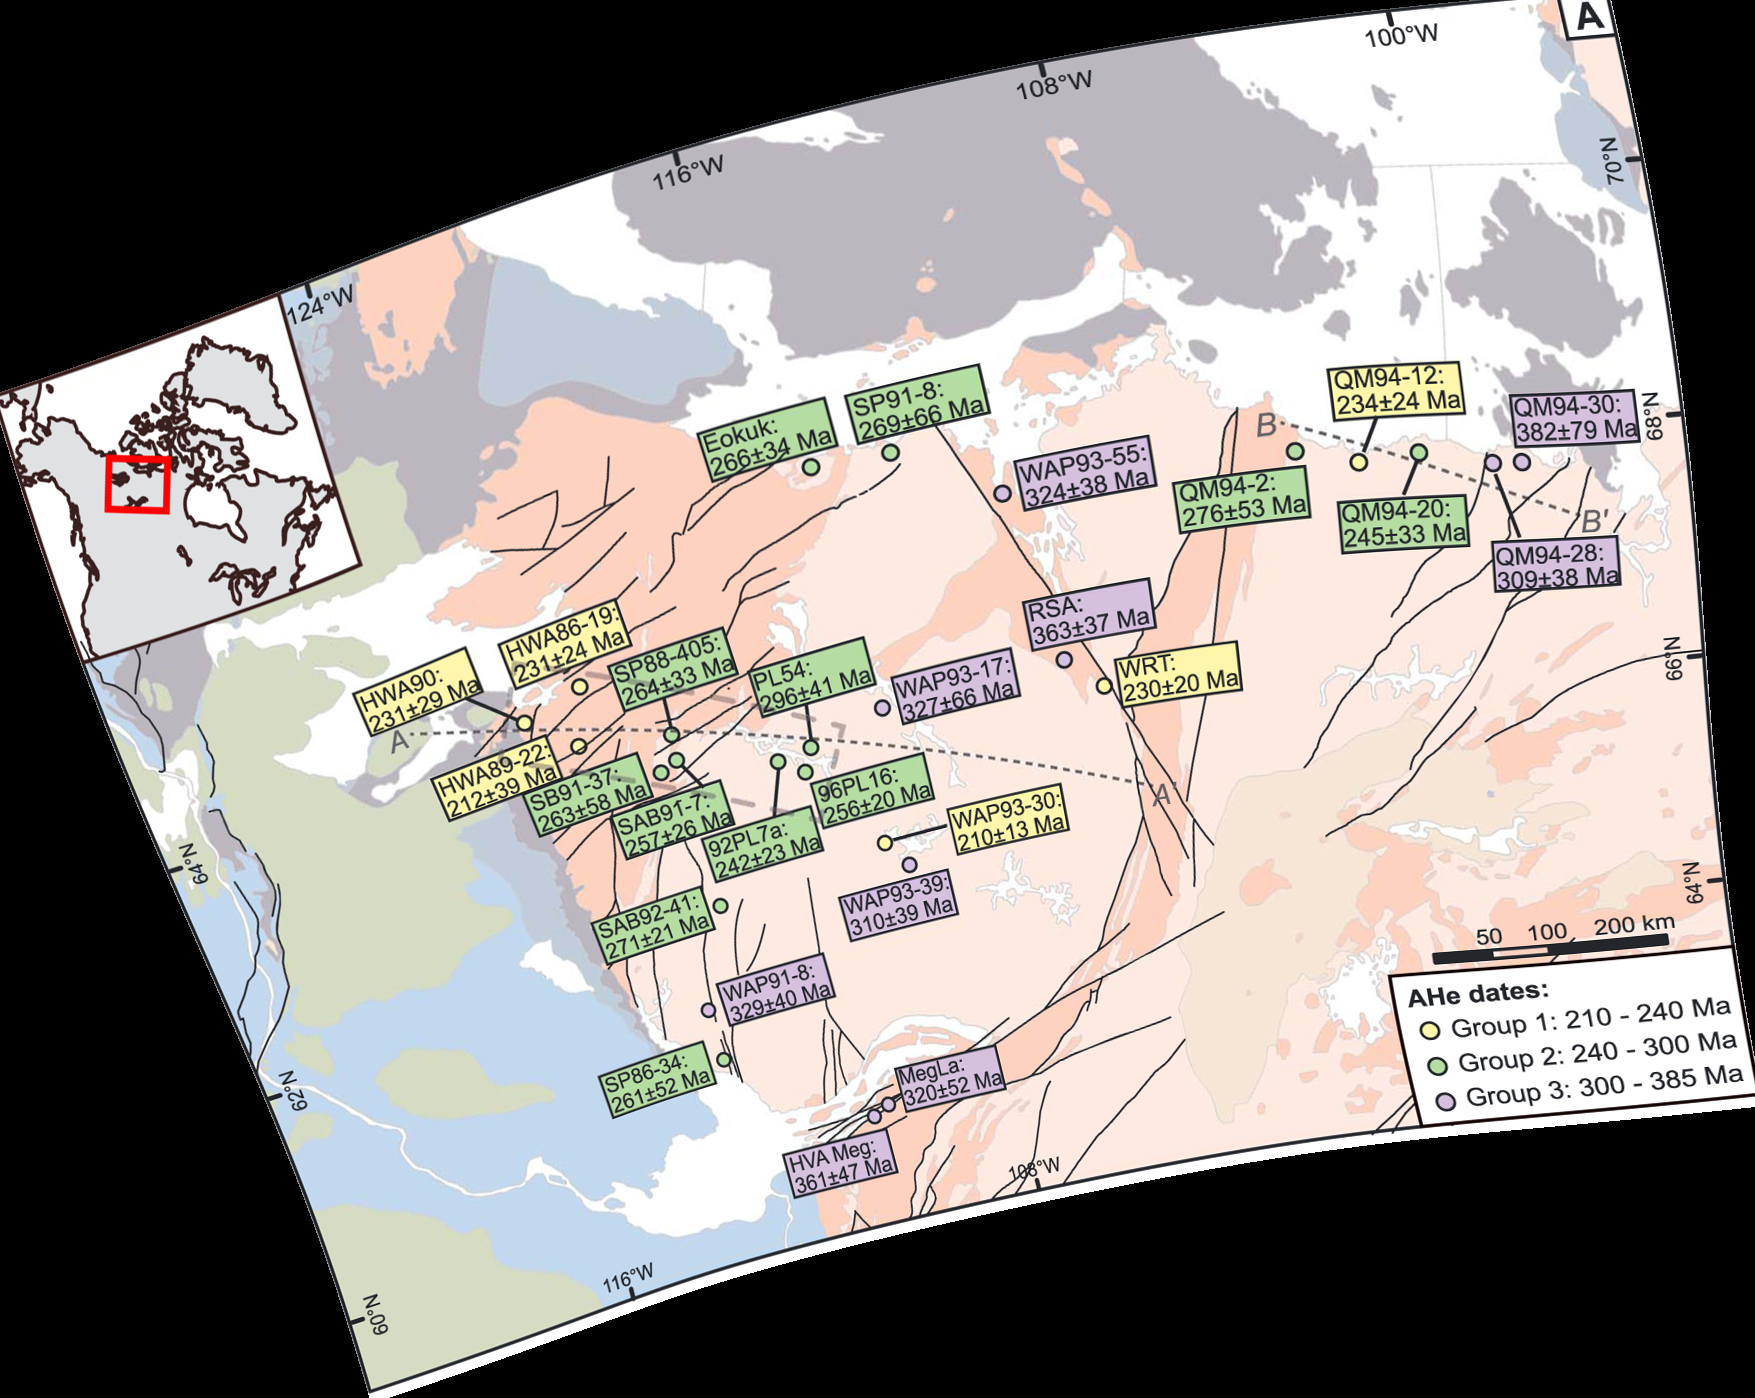 A
100°W
108°W
116°W
124°W
70°N
68°N
66°N
64°N
QM94-12:
234±24 Ma
QM94-30:
382±79 Ma
SP91-8:
269±66 Ma
Eokuk:
266±34 Ma
B
WAP93-55:
324±38 Ma
QM94-2:
276±53 Ma
QM94-20:
245±33 Ma
B'
QM94-28:
309±38 Ma
RSA:
363±37 Ma
HWA86-19:
231±24 Ma
SP88-405:
264±33 Ma
PL54:
296±41 Ma
WAP93-17:
327±66 Ma
WRT:
230±20 Ma
HWA90:
231±29 Ma
A
HWA89-22:
212±39 Ma
SB91-37:
263±58 Ma
SAB91-7:
257±26 Ma
96PL16:
256±20 Ma
A'
92PL7a:
242±23 Ma
WAP93-30:
210±13 Ma
WAP93-39:
310±39 Ma
SAB92-41:
271±21 Ma
WAP91-8:
329±40 Ma
SP86-34:
261±52 Ma
MegLa:
320±52 Ma
HVA Meg:
361±47 Ma
64°N
62°N
60°N
116°W
108°W
50 100 200 km
AHe dates:
Group 1: 210 - 240 Ma
Group 2: 240 - 300 Ma
Group 3: 300 - 385 Ma